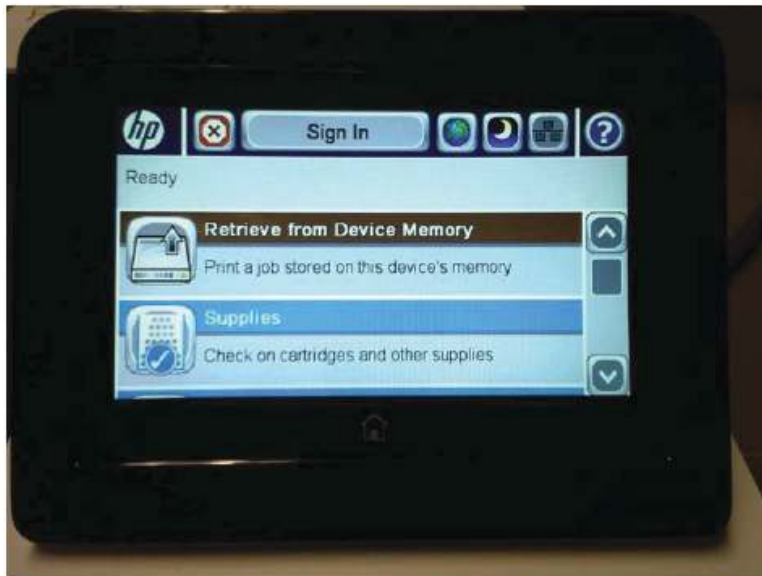 hp
Sign In
?
Ready
Retrieve from Device Memory
Print a job stored on this device's memory
Supplies
Check on cartridges and other supplies